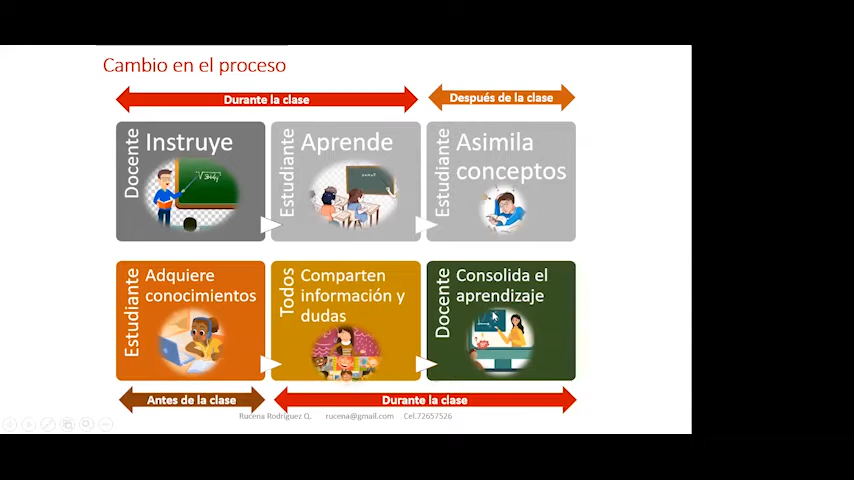 Cambio en el proceso
Durante la clase
Después de la clase
Docente
Instruye
Estudiante
Aprende
Estudiante
Asimila
conceptos
Estudiante
Adquiere
conocimientos
Todos
Comparten
información y
dudas
Docente
Consolida el
aprendizaje
Antes de la clase
Durante la clase
Rucena Rodríguez Q. rucena@gmail.com Cel.72657526